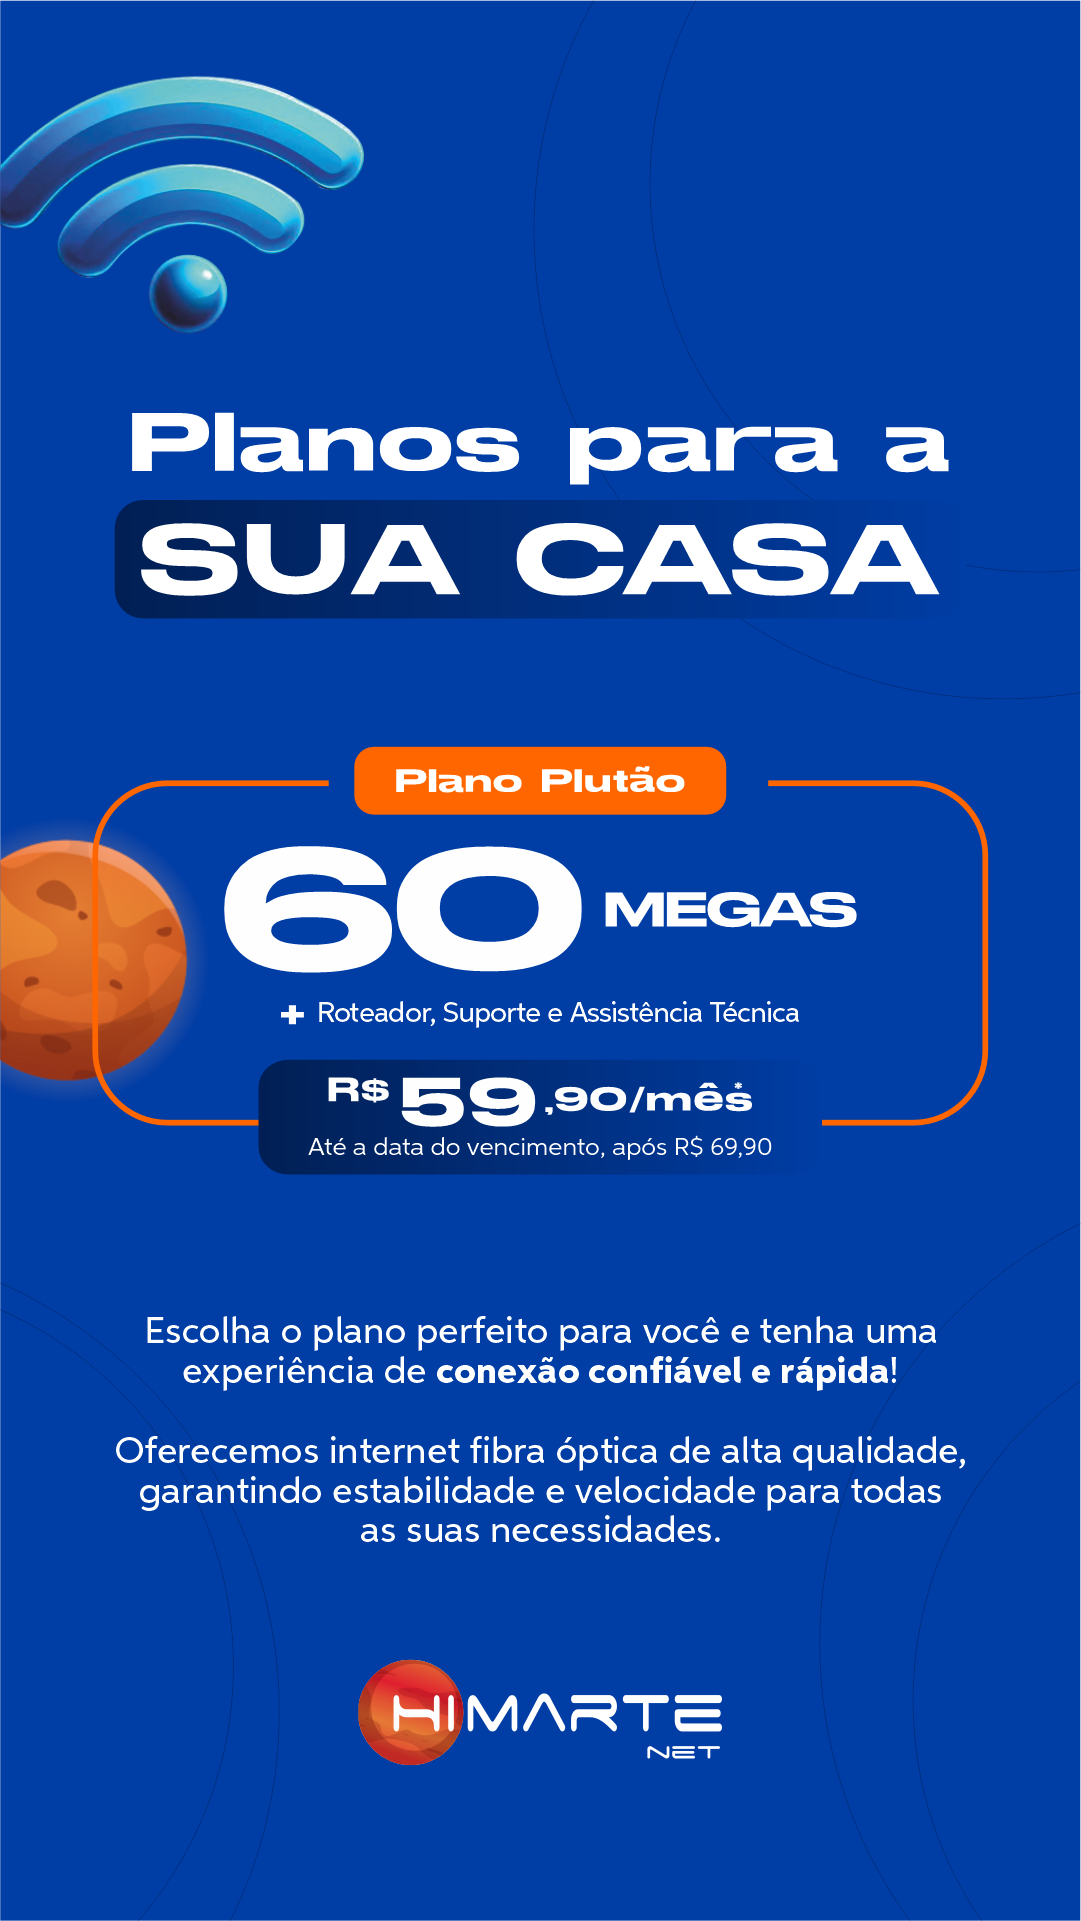 Planos para a
SUA CASA
Plano Plutão
60 MEGAS
+ Roteador, Suporte e Assistência Técnica
R$ 59,90/mês*
Até a data do vencimento, após R$ 69,90
Escolha o plano perfeito para você e tenha uma
experiência de conexão confiável e rápida!
Oferecemos internet fibra óptica de alta qualidade,
garantindo estabilidade e velocidade para todas
as suas necessidades.
HIMARTE
NET